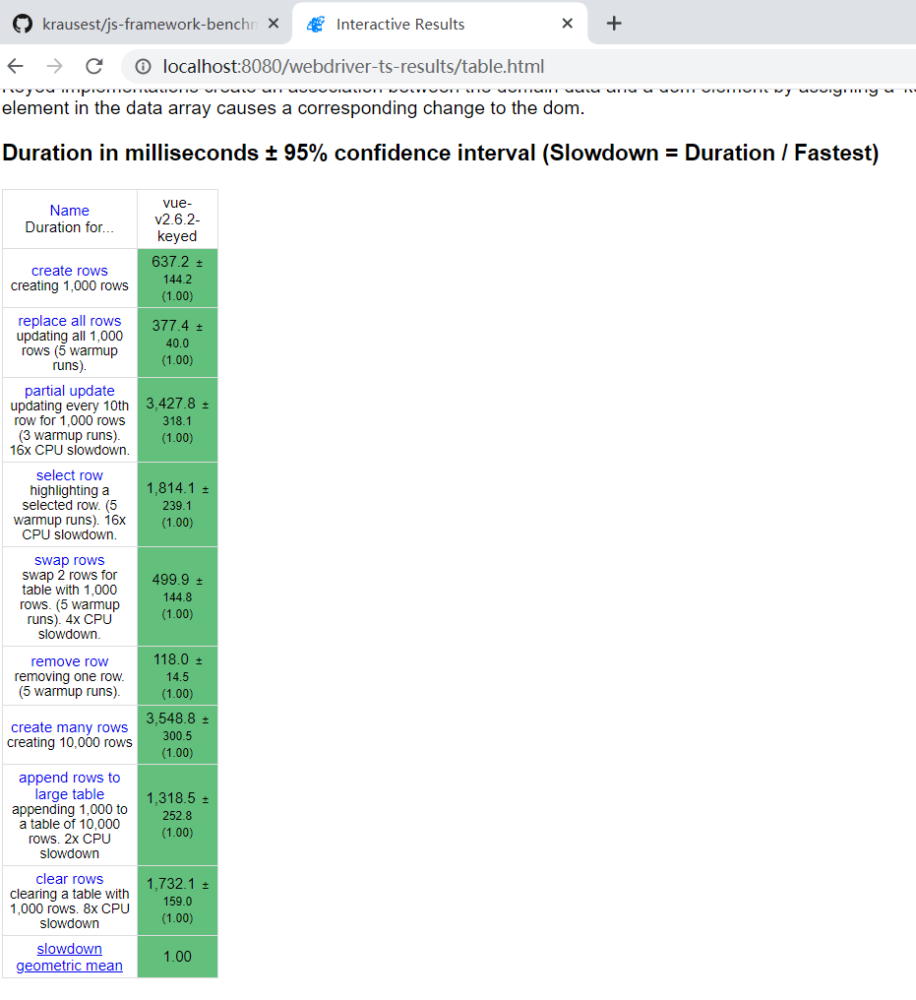 krausest/js-framework-benchm
Interactive Results
localhost:8080/webdriver-ts-results/table.html
Keyed implementations create an association between the domain data and a dom element by assigning a
element in the data array causes a corresponding change to the dom.
Duration in milliseconds ± 95% confidence interval (Slowdown = Duration / Fastest)
Name
Duration for...
vue-
v2.6.2-
keyed
create rows
creating 1,000 rows
637.2 ±
144.2
(1.00)
replace all rows
updating all 1,000
rows (5 warmup
runs).
377.4 ±
40.0
(1.00)
partial update
updating every 10th
row for 1,000 rows
(3 warmup runs).
16x CPU slowdown.
3,427.8 ±
318.1
(1.00)
select row
highlighting a
selected row. (5
warmup runs). 16x
CPU slowdown.
1,814.1 ±
239.1
(1.00)
swap rows
swap 2 rows for
table with 1,000
rows. (5 warmup
runs). 4x CPU
slowdown.
499.9 ±
144.8
(1.00)
remove row
removing one row.
(5 warmup runs).
118.0 ±
14.5
(1.00)
create many rows
creating 10,000 rows
3,548.8 ±
300.5
(1.00)
append rows to
large table
appending 1,000 to
a table of 10,000
rows. 2x CPU
slowdown
1,318.5 ±
252.8
(1.00)
clear rows
clearing a table with
1,000 rows. 8x CPU
slowdown
1,732.1 ±
159.0
(1.00)
slowdown
geometric mean
1.00